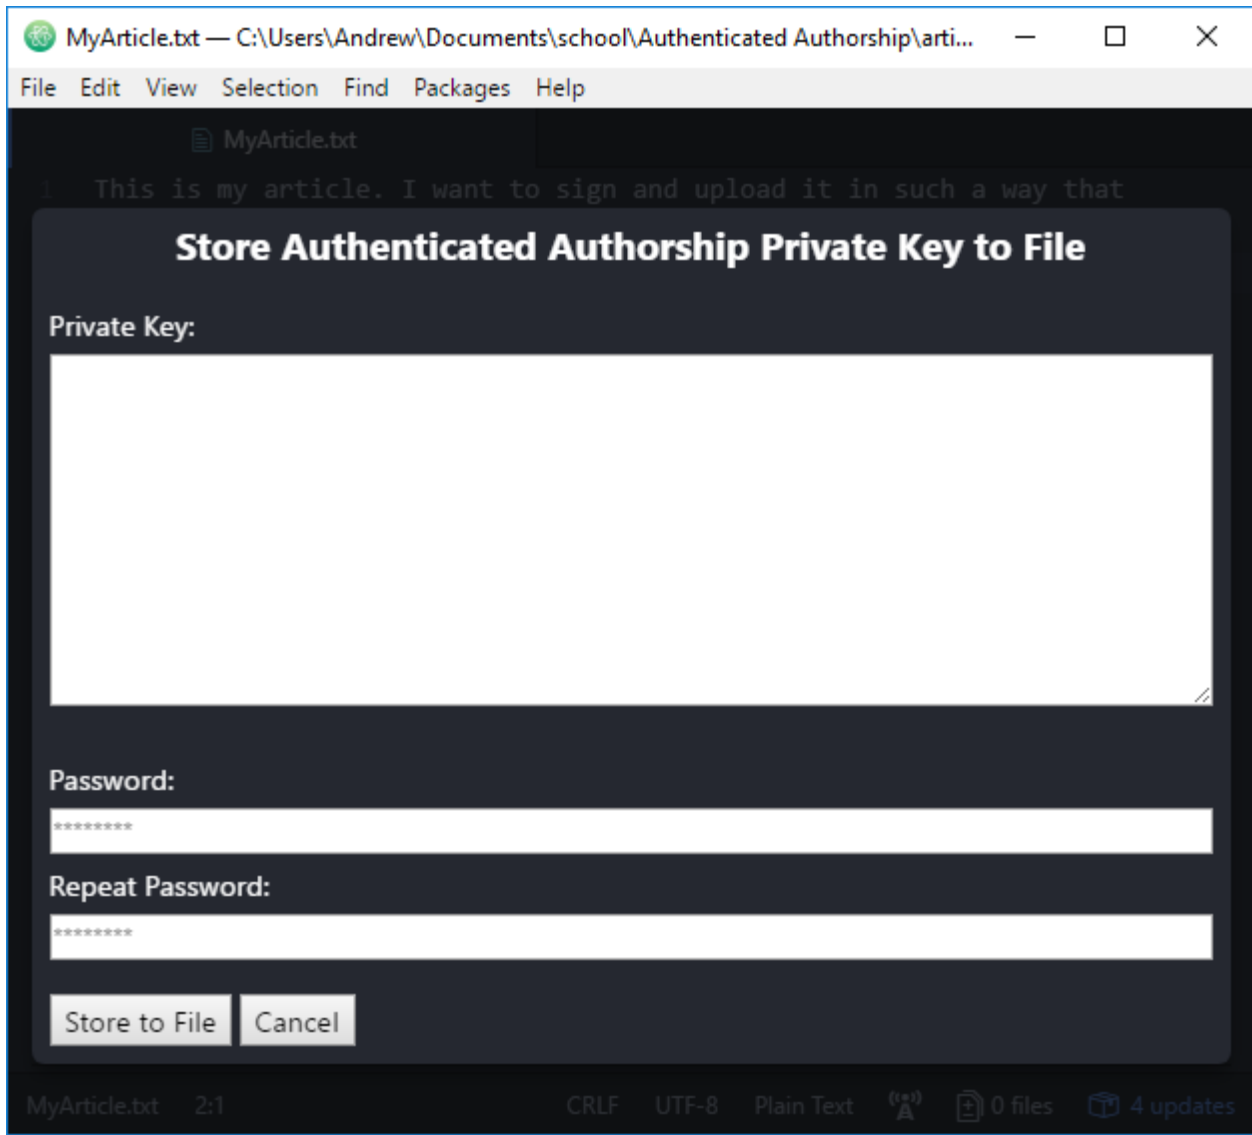 MyArticle.txt — C:\Users\Andrew\Documents\school\Authenticated Authorship\arti...
File Edit View Selection Find Packages Help
MyArticle.txt
1 This is my article. I want to sign and upload it in such a way that
Store Authenticated Authorship Private Key to File
Private Key:
Password:
********
Repeat Password:
********
Store to File Cancel
MyArticle.txt 2:1 CRLF UTF-8 Plain Text 0 files 4 updates